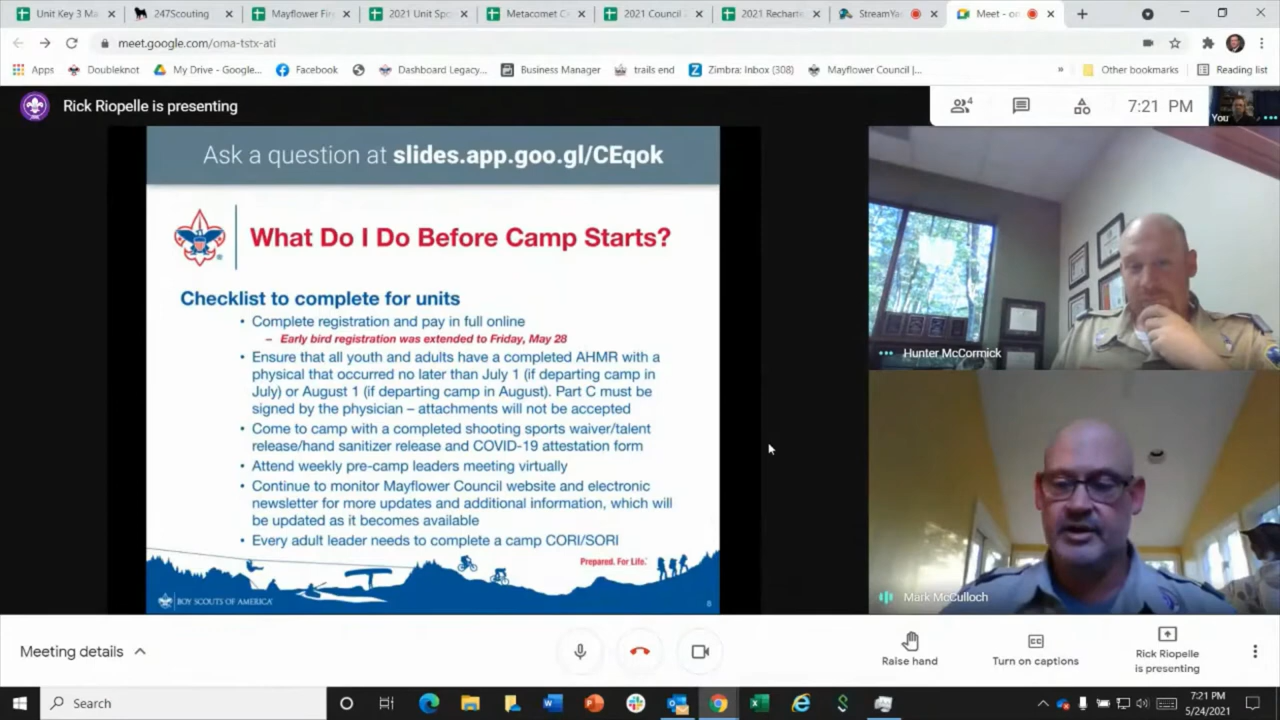 Unit Key 3 M
247Scouting
Mayflower Fir
2021 Unit Spo
Metacomet C
2021 Council
2021 Recharte
StreamYa
Meet - o
meet.google.com/oma-tstx-ati
Apps
Doubleknot
My Drive - Google...
Facebook
Dashboard Legacy...
Business Manager
trails end
Zimbra: Inbox (308)
Mayflower Council |...
»
Other bookmarks
Reading list
Rick Riopelle is presenting
4
7:21 PM
You
Ask a question at slides.app.goo.gl/CEqok
What Do I Do Before Camp Starts?
Checklist to complete for units
• Complete registration and pay in full online
– Early bird registration was extended to Friday, May 28
• Ensure that all youth and adults have a completed AHMR with a
physical that occurred no later than July 1 (if departing camp in
July) or August 1 (if departing camp in August). Part C must be
signed by the physician – attachments will not be accepted
• Come to camp with a completed shooting sports waiver/talent
release/hand sanitizer release and COVID-19 attestation form
• Attend weekly pre-camp leaders meeting virtually
• Continue to monitor Mayflower Council website and electronic
newsletter for more updates and additional information, which will
be updated as it becomes available
• Every adult leader needs to complete a camp CORI/SORI
Prepared. For Life.™
BOY SCOUTS OF AMERICA
Hunter McCormick
Mark McCulloch
Meeting details
Raise hand
Turn on captions
Rick Riopelle
is presenting
Search
7:21 PM
5/24/2021